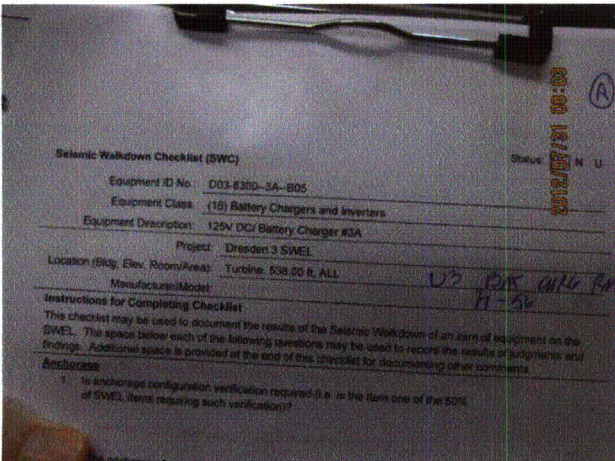 A
Seismic Walkdown Checklist (SWC)
Status: N U
Equipment ID No.: D03-8300--3A--B05
Equipment Class: (16) Battery Chargers and Inverters
Equipment Description: 125V DC/ Battery Charger #3A
Project: Dresden 3 SWEL
Location (Bldg, Elev, Room/Area): Turbine, 538.00 ft, ALL
Manufacturer/Model:
U3 BAT CHRG RM
H-56
Instructions for Completing Checklist
This checklist may be used to document the results of the Seismic Walkdown of an item of equipment on the
SWEL. The space below each of the following questions may be used to record the results of judgments and
findings. Additional space is provided at the end of this checklist for documenting other comments.
Anchorage
1. Is anchorage configuration verification required (i.e. is the item one of the 50%
of SWEL items requiring such verification)?